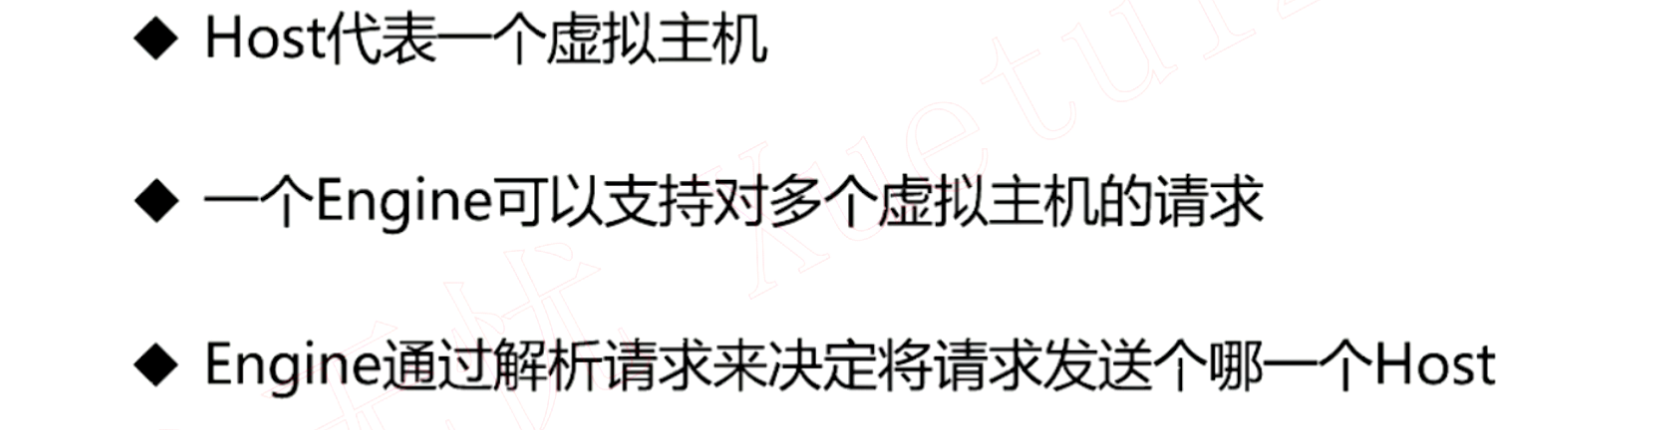 ◆ Host代表一个虚拟主机
◆ 一个Engine可以支持对多个虚拟主机的请求
◆ Engine通过解析请求来决定将请求发送个哪一个Host